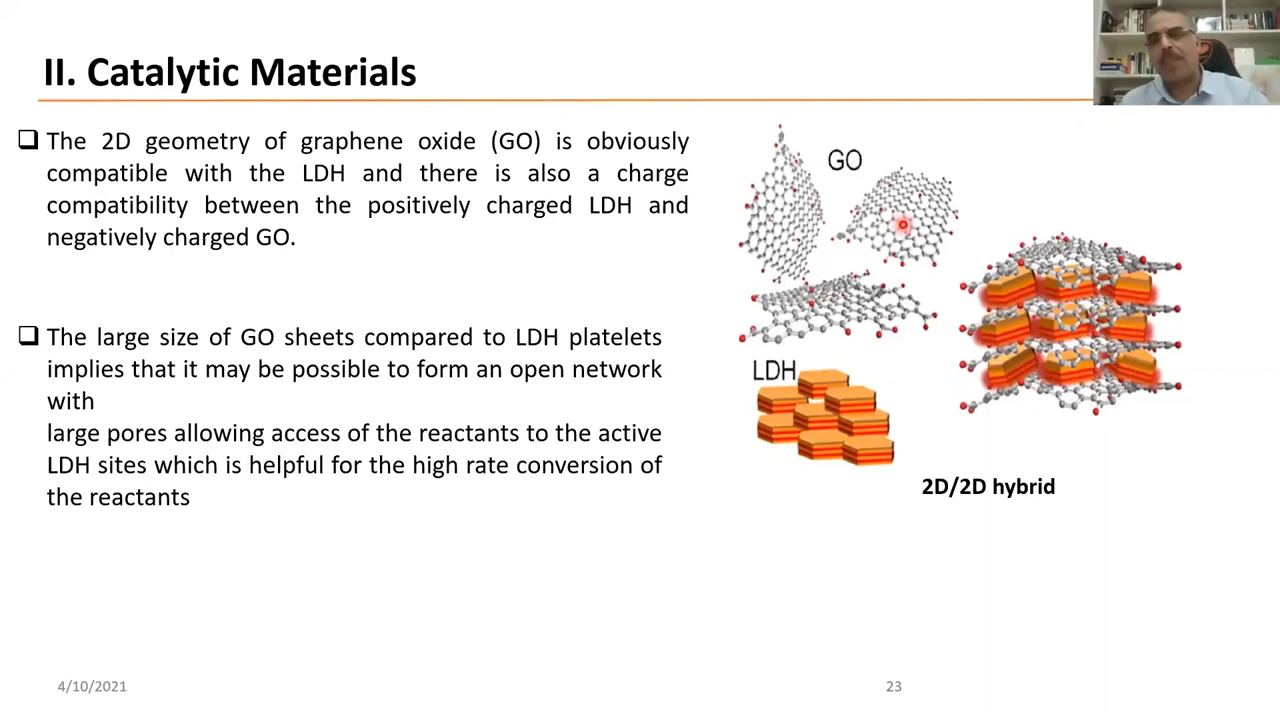 II. Catalytic Materials
❑ The 2D geometry of graphene oxide (GO) is obviously
compatible with the LDH and there is also a charge
compatibility between the positively charged LDH and
negatively charged GO.
❑ The large size of GO sheets compared to LDH platelets
implies that it may be possible to form an open network
with
large pores allowing access of the reactants to the active
LDH sites which is helpful for the high rate conversion of
the reactants
GO
LDH
2D/2D hybrid
4/10/2021
23